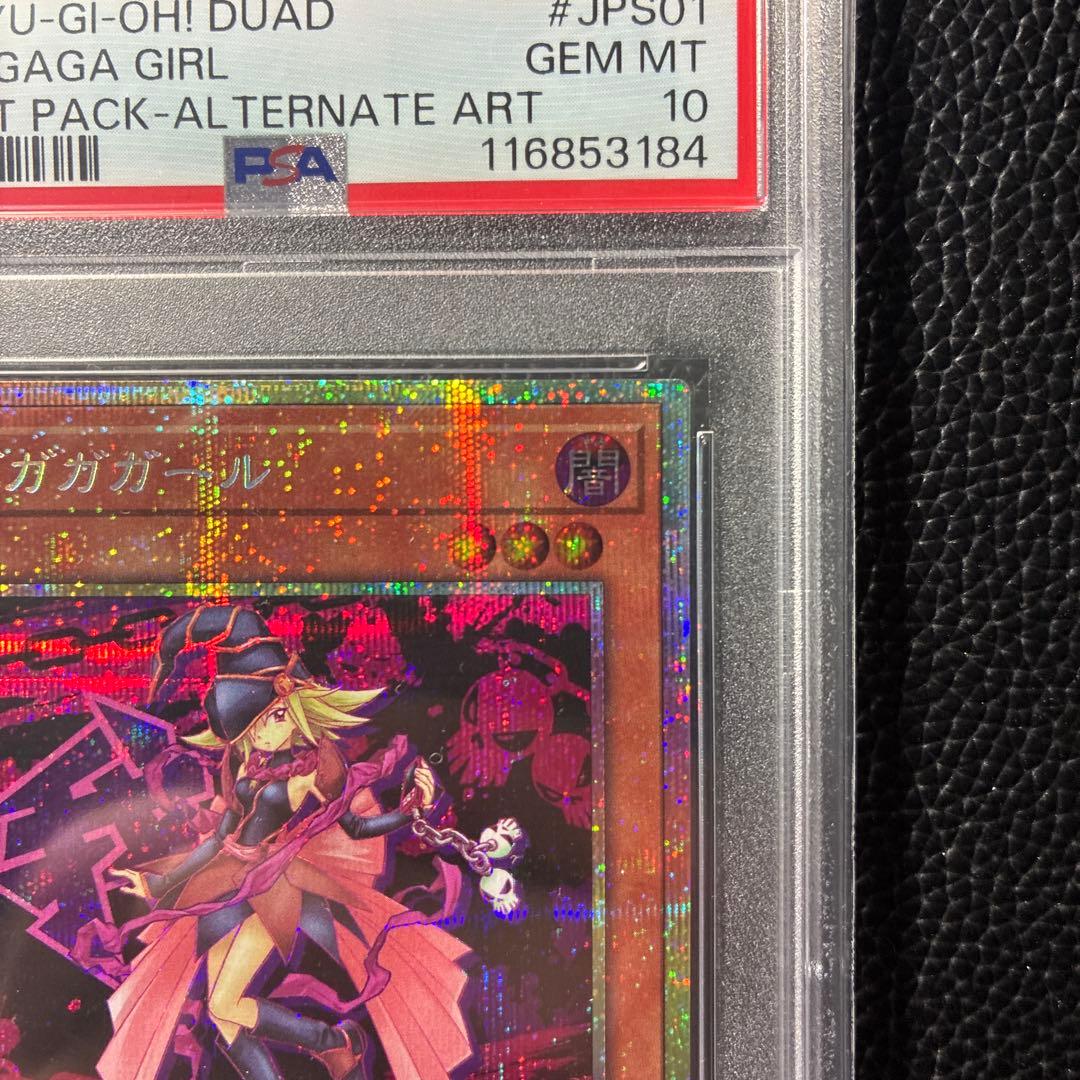 YU-GI-OH! DUAD #JPS01
GAGA GIRL GEM MT
T PACK-ALTERNATE ART 10
PSA 116853184
ガガガール 闇